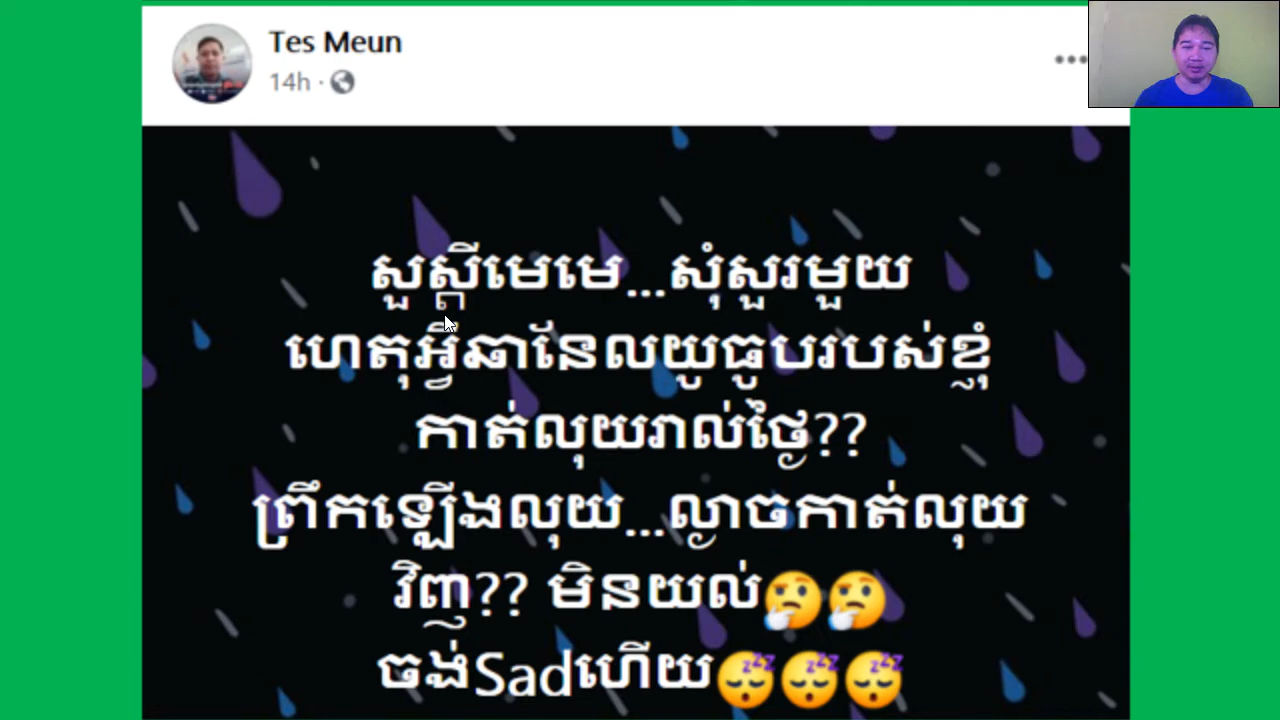 Tes Meun
14h ·
សួស្តីមេមេ...សុំសួរមួយ
ហេតុអ្វីឆានែលយូធូបរបស់ខ្ញុំ
កាត់លុយរាល់ថ្ងៃ??
ព្រឹកឡើងលុយ...ល្ងាចកាត់លុយ
វិញ?? មិនយល់🤔🤔
ចង់Sadហើយ😴😴😴